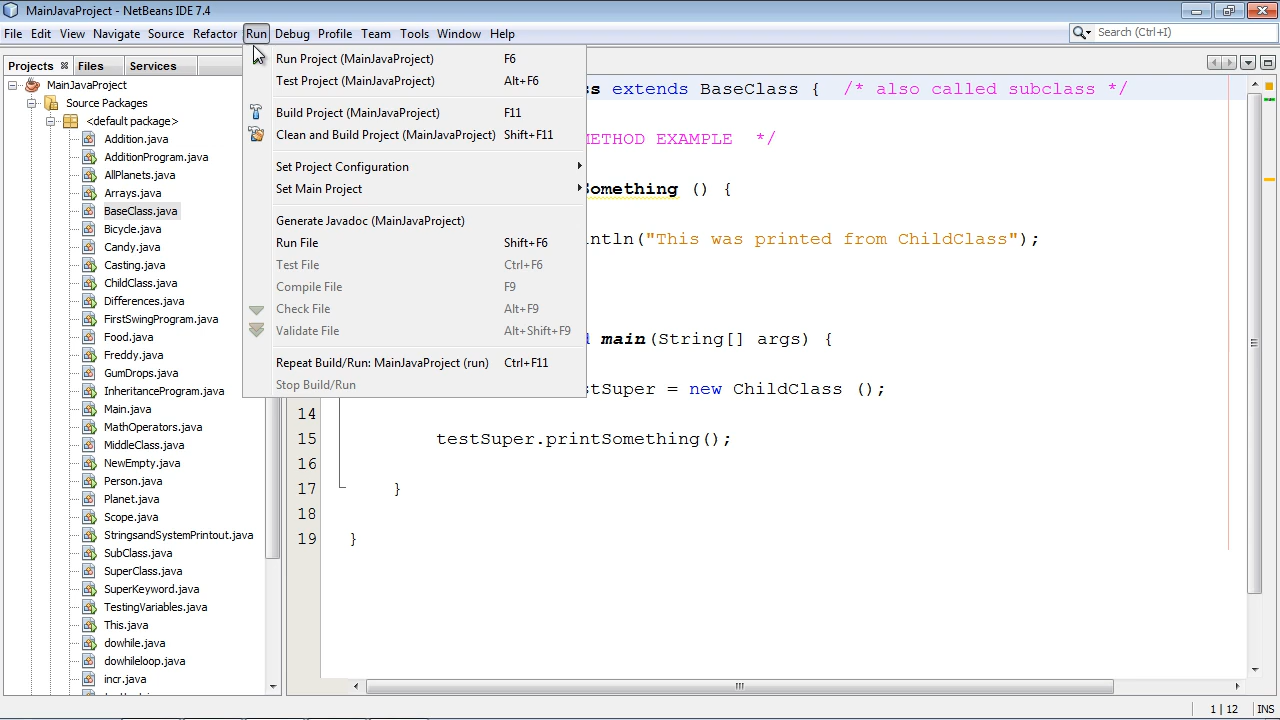 MainJavaProject - NetBeans IDE 7.4
File Edit View Navigate Source Refactor Run Debug Profile Team Tools Window Help
Search (Ctrl+I)
Projects Files Services
MainJavaProject
Source Packages
<default package>
Addition.java
AdditionProgram.java
AllPlanets.java
Arrays.java
BaseClass.java
Bicycle.java
Candy.java
Casting.java
ChildClass.java
Differences.java
FirstSwingProgram.java
Food.java
Freddy.java
GumDrops.java
InheritanceProgram.java
Main.java
MathOperators.java
MiddleClass.java
NewEmpty.java
Person.java
Planet.java
Scope.java
StringsandSystemPrintout.java
SubClass.java
SuperClass.java
SuperKeyword.java
TestingVariables.java
This.java
dowhile.java
dowhileloop.java
incr.java
Run Project (MainJavaProject) F6
Test Project (MainJavaProject) Alt+F6
Build Project (MainJavaProject) F11
Clean and Build Project (MainJavaProject) Shift+F11
Set Project Configuration
Set Main Project
Generate Javadoc (MainJavaProject)
Run File Shift+F6
Test File Ctrl+F6
Compile File F9
Check File Alt+F9
Validate File Alt+Shift+F9
Repeat Build/Run: MainJavaProject (run) Ctrl+F11
Stop Build/Run
ss extends BaseClass { /* also called subclass */
METHOD EXAMPLE */
Something () {
ntln("This was printed from ChildClass");
d main(String[] args) {
stSuper = new ChildClass ();
14
15 testSuper.printSomething();
16
17 }
18
19 }
1 | 12 INS